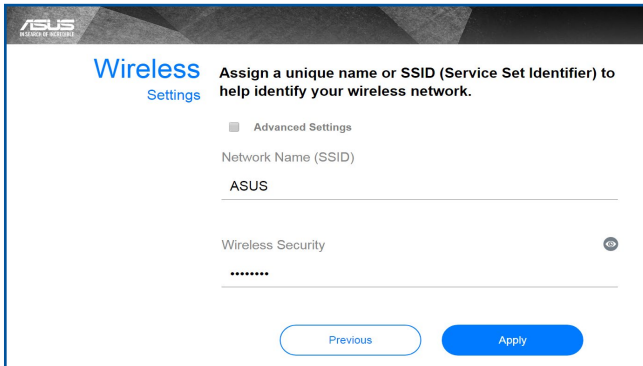 ASUS
IN SEARCH OF INCREDIBLE
Wireless
Settings
Assign a unique name or SSID (Service Set Identifier) to
help identify your wireless network.
Advanced Settings
Network Name (SSID)
ASUS
Wireless Security
••••••••
Previous
Apply